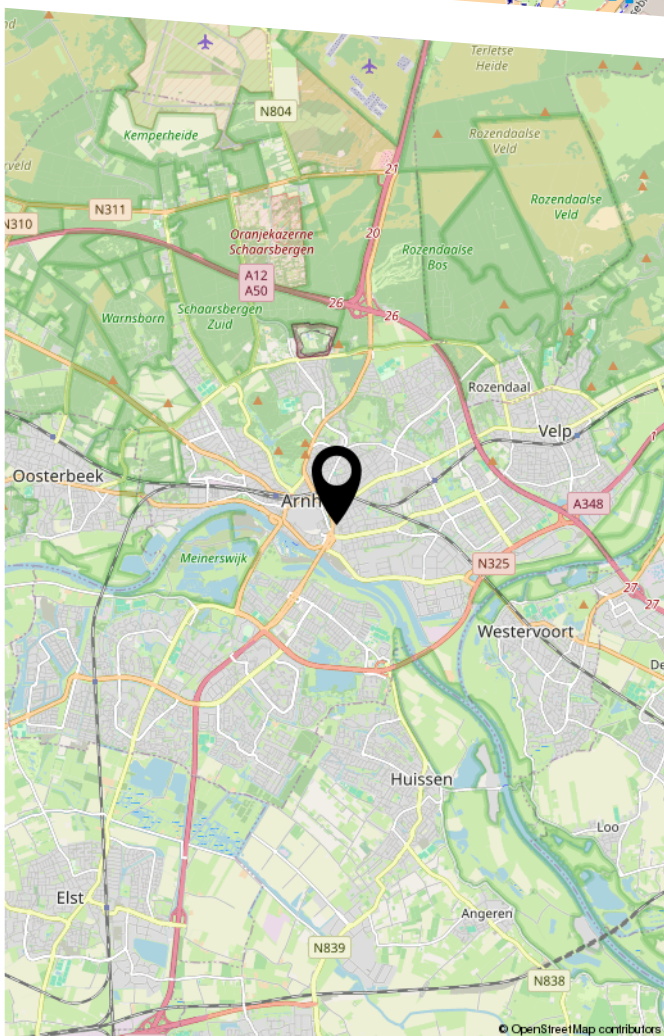 Terletse
Heide
N804
Kemperheide
Rozendaalse
Veld
21
N311
N310
Rozendaalse
Veld
Oranjekazerne
Schaarsbergen
20
Rozendaalse
Bos
A12
A50
26
26
Schaarsbergen
Zuid
Warnsborn
Rozendaal
Velp
1
Oosterbeek
Arnh
A348
Meinerswijk
N325
27
27
Westervoort
De
Huissen
Loo
Elst
Angeren
N839
N838
© OpenStreetMap contributors